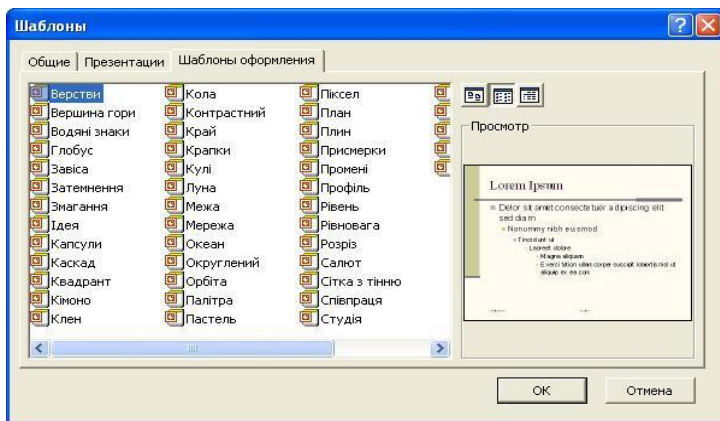 Шаблоны
Общие
Презентации
Шаблоны оформления
Верстви
Вершина гори
Водяні знаки
Глобус
Завіса
Затемнення
Змагання
Ідея
Капсули
Каскад
Квадрант
Кімоно
Клен
Кола
Контрастний
Край
Крапки
Кулі
Луна
Межа
Мережа
Океан
Округлений
Орбіта
Палітра
Пастель
Піксел
План
Плин
Присмерки
Промені
Профіль
Рівень
Рівновага
Розріз
Салют
Сітка з тінню
Співпраця
Студія
Просмотр
Lorem Ipsum
Delor sit amet consectetuer adipiscing elit
sed diam
Nonummy nibh euismod
Tincidunt ut
Laoreet dolore
Magna aliquam
Exerci tation ullamcorper suscipit lobortis nisl ut
aliquip ex ea con
ОК
Отмена